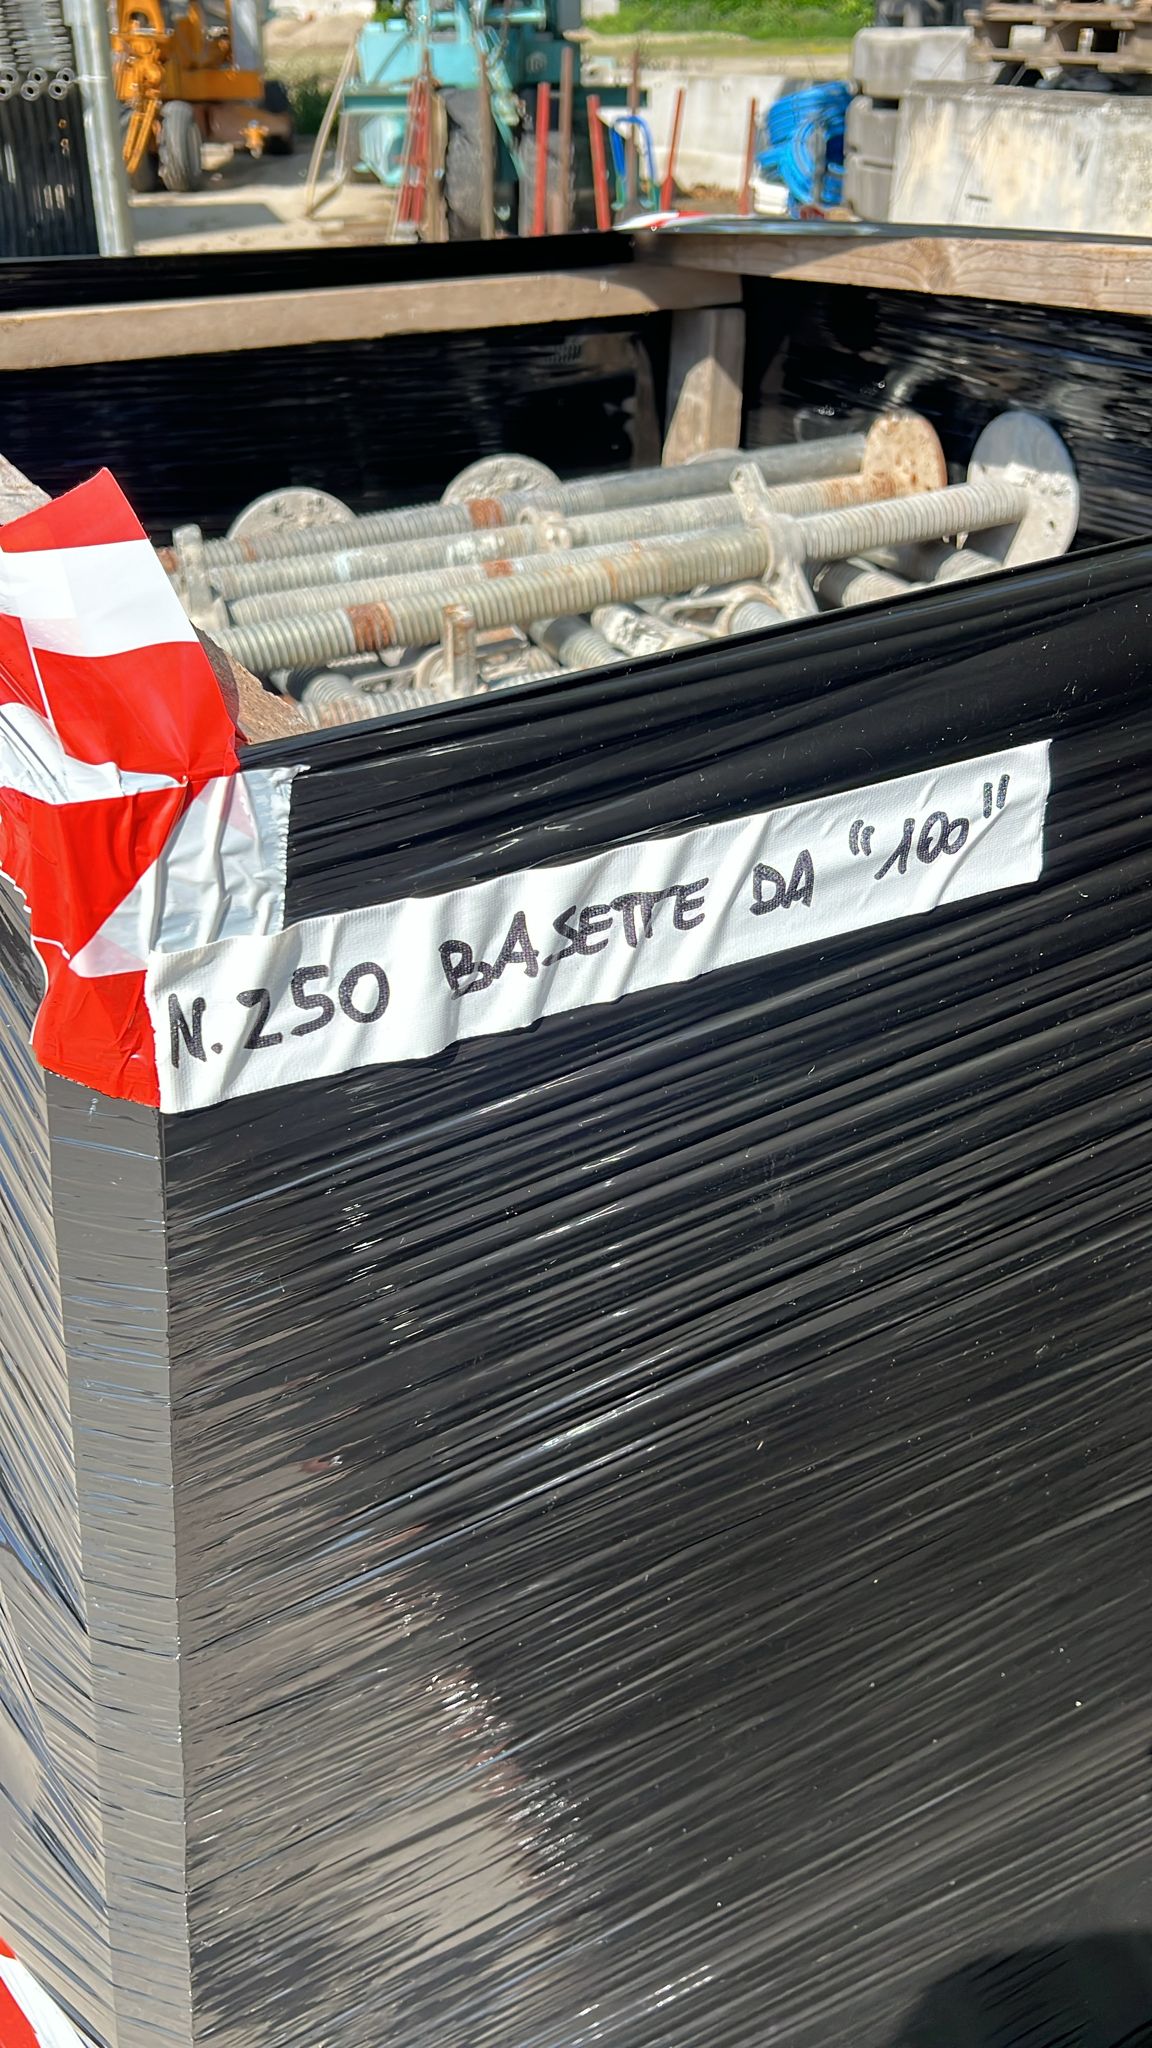 N. 250 BASETTE DA "100"